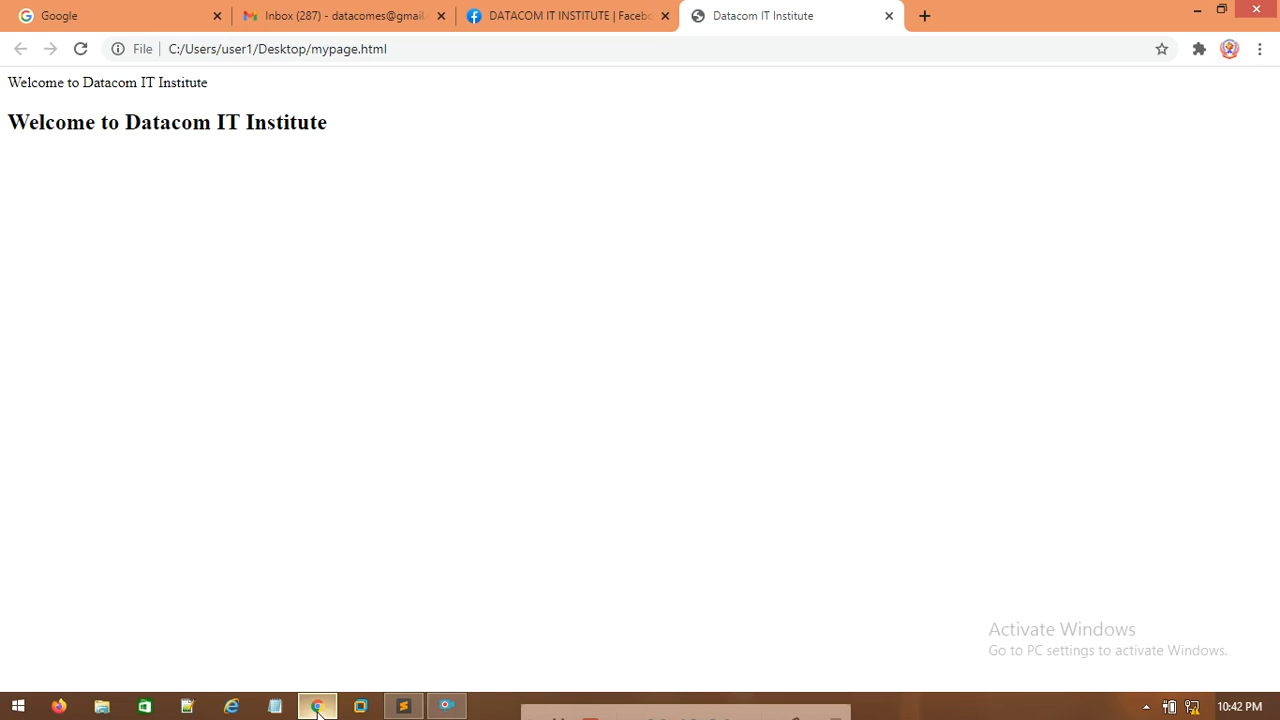 Google
Inbox (287) - datacomes@gmail.
DATACOM IT INSTITUTE | Facebo
Datacom IT Institute
File
C:/Users/user1/Desktop/mypage.html
Welcome to Datacom IT Institute
Welcome to Datacom IT Institute
Activate Windows
Go to PC settings to activate Windows.
10:42 PM